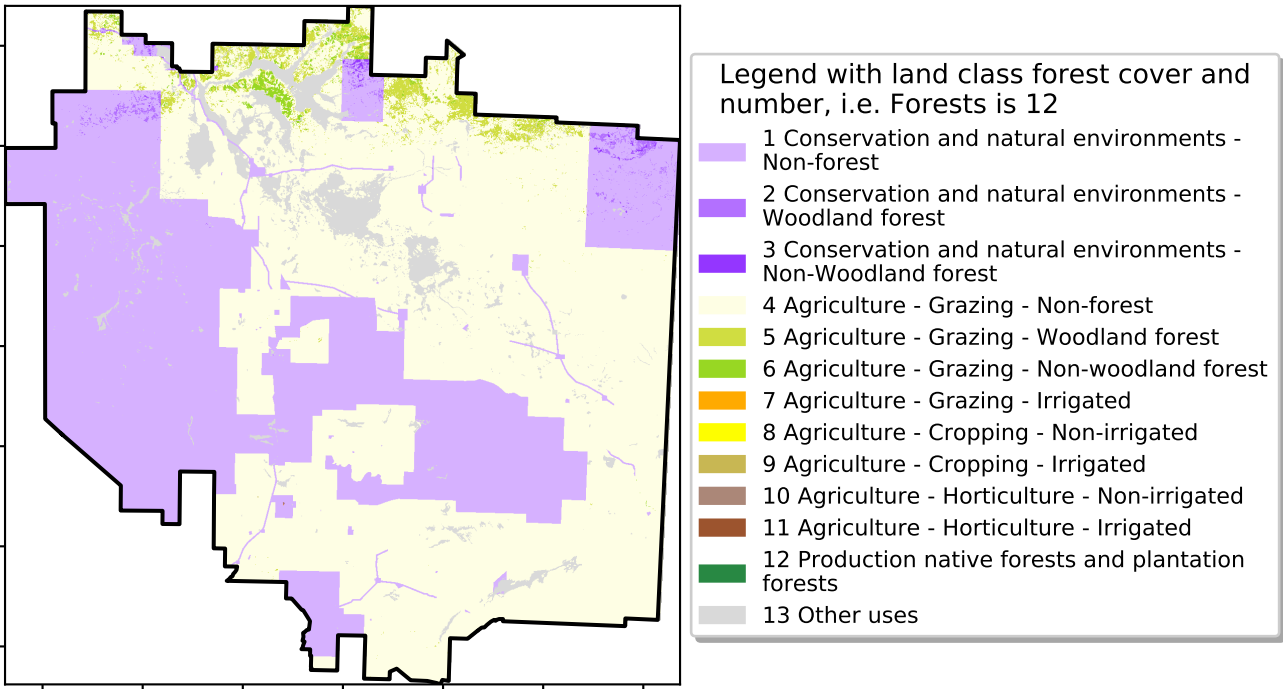 Legend with land class forest cover and
number, i.e. Forests is 12
1 Conservation and natural environments -
Non-forest
2 Conservation and natural environments -
Woodland forest
3 Conservation and natural environments -
Non-Woodland forest
4 Agriculture - Grazing - Non-forest
5 Agriculture - Grazing - Woodland forest
6 Agriculture - Grazing - Non-woodland forest
7 Agriculture - Grazing - Irrigated
8 Agriculture - Cropping - Non-irrigated
9 Agriculture - Cropping - Irrigated
10 Agriculture - Horticulture - Non-irrigated
11 Agriculture - Horticulture - Irrigated
12 Production native forests and plantation
forests
13 Other uses